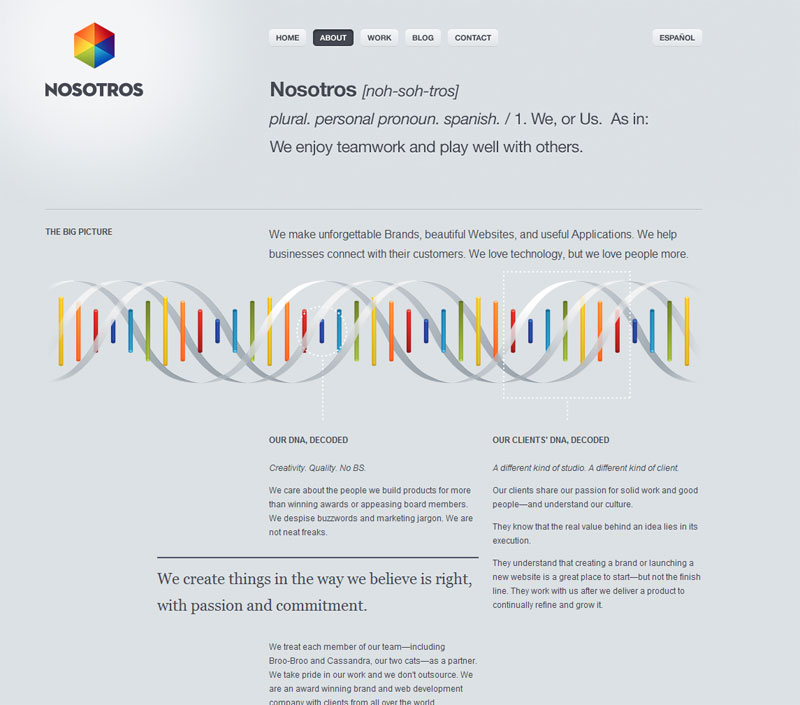 NOSOTROS
HOME
ABOUT
WORK
BLOG
CONTACT
ESPAÑOL
Nosotros [noh-soh-tros]
plural. personal pronoun. spanish. / 1. We, or Us. As in:
We enjoy teamwork and play well with others.
THE BIG PICTURE
We make unforgettable Brands, beautiful Websites, and useful Applications. We help
businesses connect with their customers. We love technology, but we love people more.
OUR DNA, DECODED
Creativity. Quality. No BS.
We care about the people we build products for more
than winning awards or appeasing board members.
We despise buzzwords and marketing jargon. We are
not neat freaks.
We create things in the way we believe is right,
with passion and commitment.
We treat each member of our team—including
Broo-Broo and Cassandra, our two cats—as a partner.
We take pride in our work and we don't outsource. We
are an award winning brand and web development
company with clients from all over the world
OUR CLIENTS' DNA, DECODED
A different kind of studio. A different kind of client.
Our clients share our passion for solid work and good
people—and understand our culture.
They know that the real value behind an idea lies in its
execution.
They understand that creating a brand or launching a
new website is a great place to start—but not the finish
line. They work with us after we deliver a product to
continually refine and grow it.